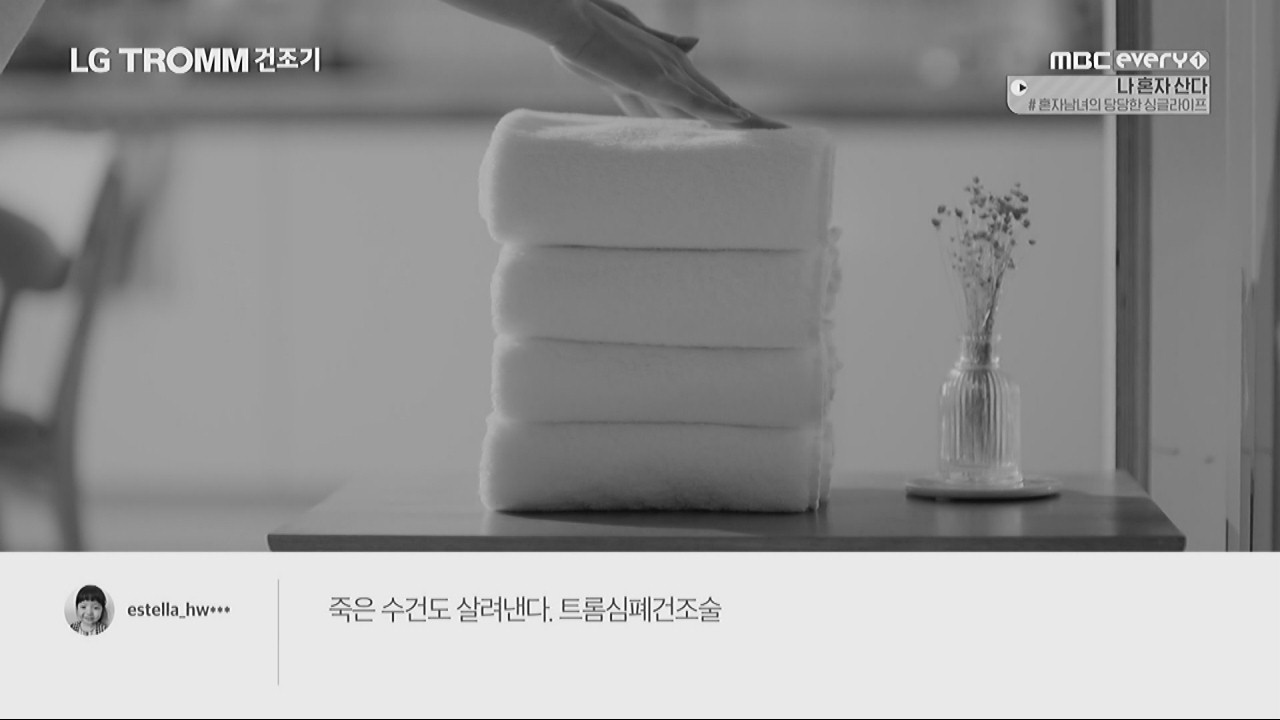 LG TROMM 건조기
MBC every1
나 혼자 산다
# 혼자남녀의 당당한 싱글라이프
estella_hw***
죽은 수건도 살려낸다. 트롬심폐건조술